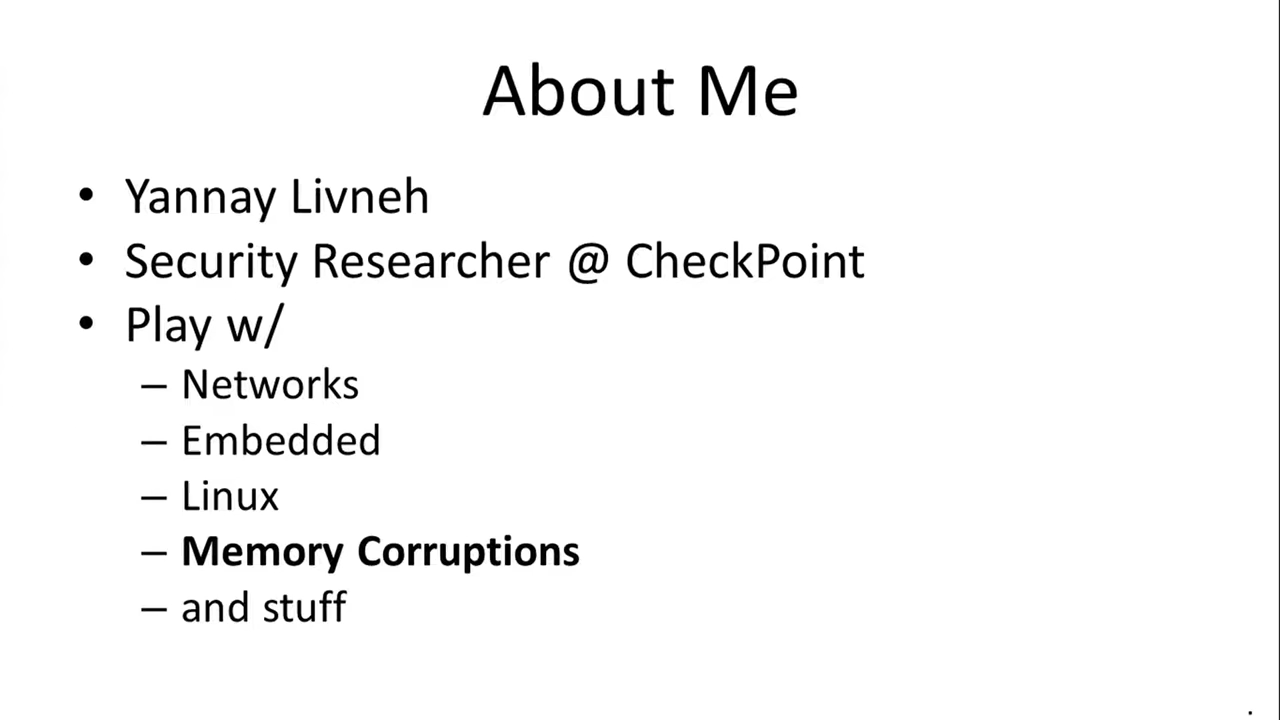 About Me
• Yannay Livneh
• Security Researcher @ CheckPoint
• Play w/
– Networks
– Embedded
– Linux
– Memory Corruptions
– and stuff
.